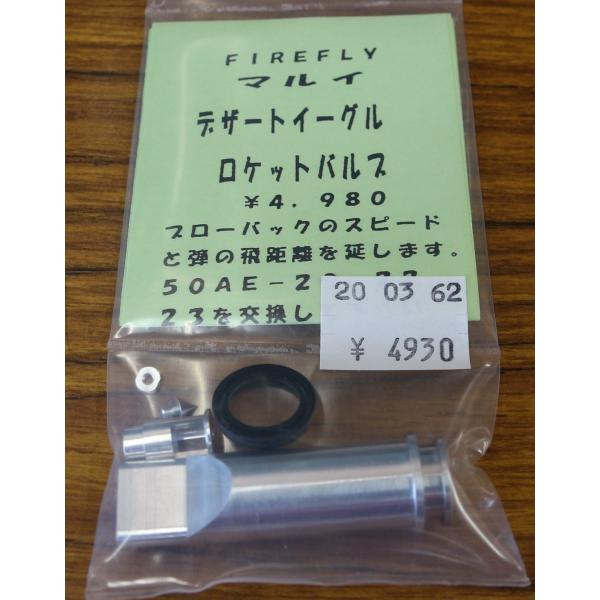 FIREFLY
マルイ
デザートイーグル
ロケットバルブ
¥4.980
ブローバックのスピード
と弾の飛距離を延します。
50AE-
23を交換し
20 03 62
¥ 4930